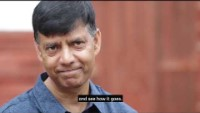 and see how it goes.